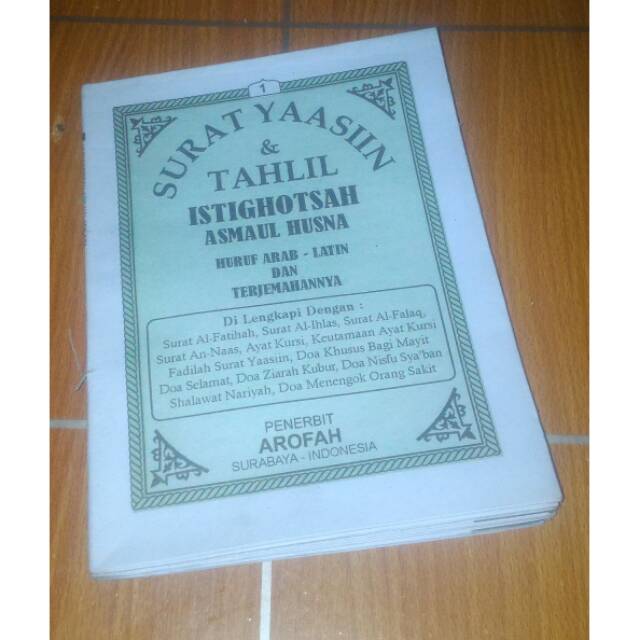 1
SURAT YAASIIN
&
TAHLIL
ISTIGHOTSAH
ASMAUL HUSNA
HURUF ARAB - LATIN
DAN
TERJEMAHANNYA
Di Lengkapi Dengan :
Surat Al-Fatihah, Surat Al-Ihlas, Surat Al-Falaq,
Surat An-Naas, Ayat Kursi, Keutamaan Ayat Kursi
Fadilah Surat Yaasiin, Doa Khusus Bagi Mayit
Doa Selamat, Doa Ziarah Kubur, Doa Nisfu Sya'ban
Shalawat Nariyah, Doa Menengok Orang Sakit
PENERBIT
AROFAH
SURABAYA - INDONESIA